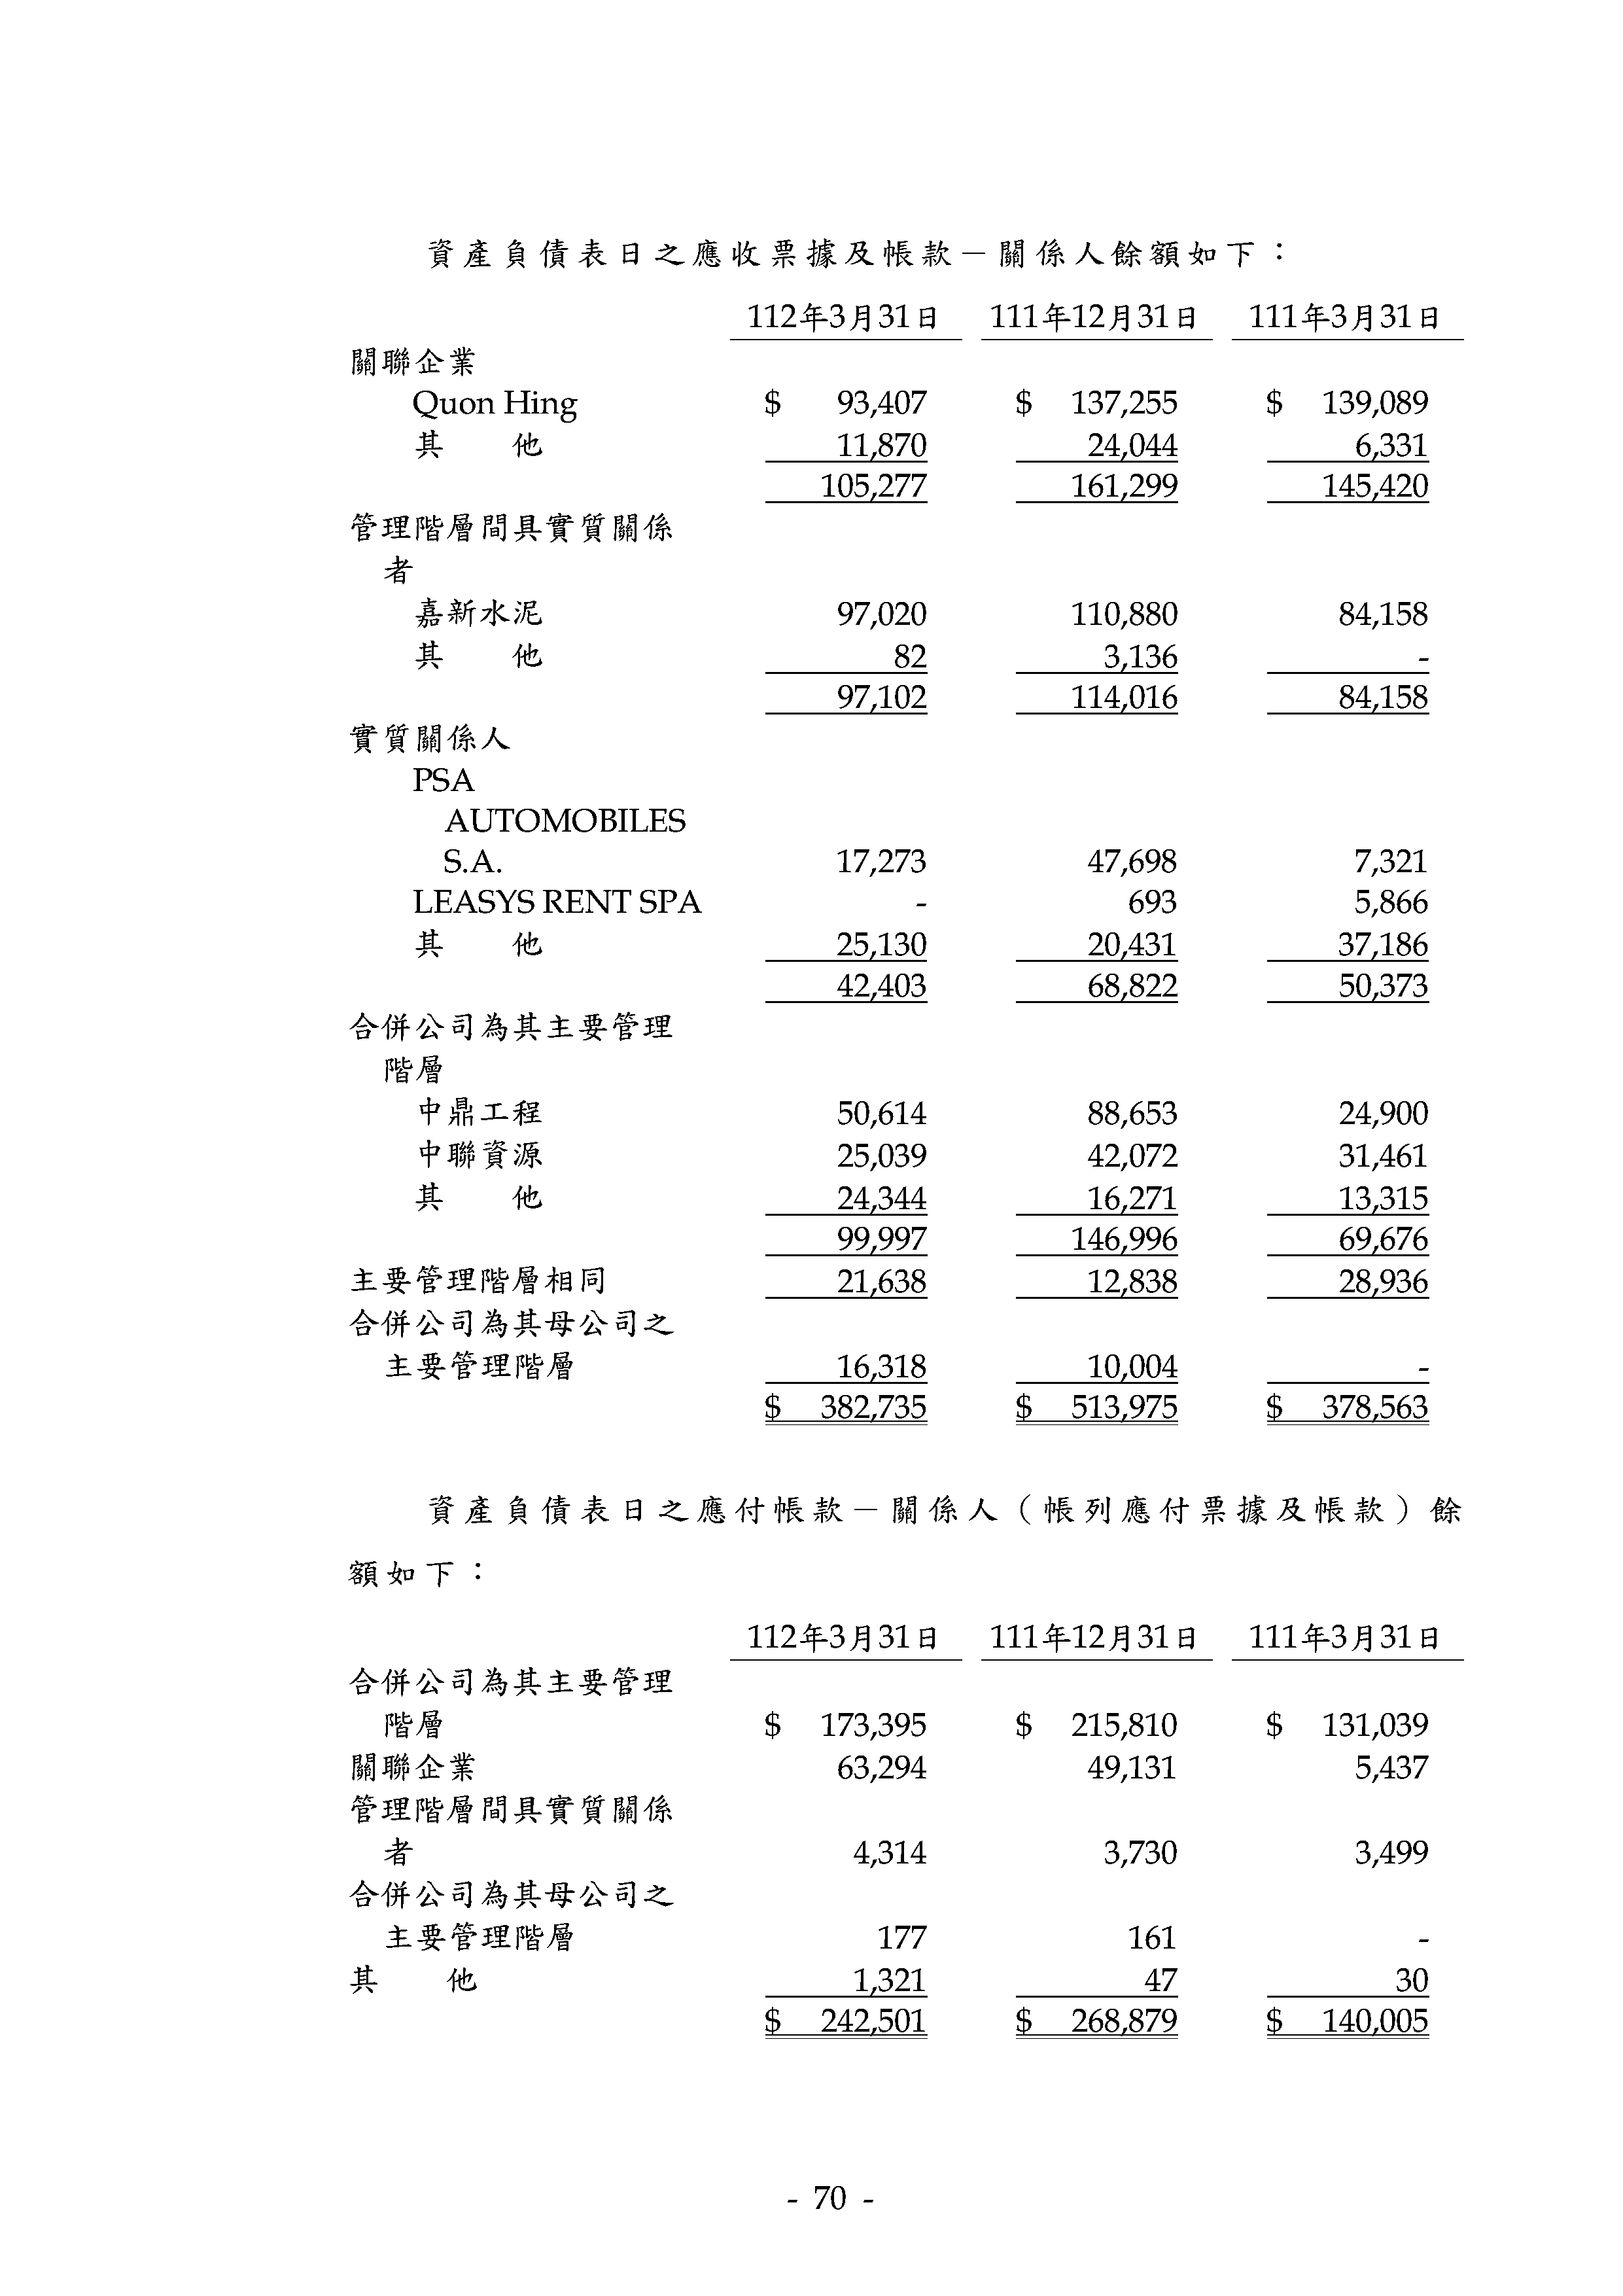 資產負債表日之應收票據及帳款－關係人餘額如下：
112年3月31日 111年12月31日 111年3月31日
關聯企業
Quon Hing $ 93,407 $ 137,255 $ 139,089
其 他 11,870 24,044 6,331
105,277 161,299 145,420
管理階層間具實質關係
者
嘉新水泥 97,020 110,880 84,158
其 他 82 3,136 -
97,102 114,016 84,158
實質關係人
PSA
AUTOMOBILES
S.A. 17,273 47,698 7,321
LEASYS RENT SPA - 693 5,866
其 他 25,130 20,431 37,186
42,403 68,822 50,373
合併公司為其主要管理
階層
中鼎工程 50,614 88,653 24,900
中聯資源 25,039 42,072 31,461
其 他 24,344 16,271 13,315
99,997 146,996 69,676
主要管理階層相同 21,638 12,838 28,936
合併公司為其母公司之
主要管理階層 16,318 10,004 -
$ 382,735 $ 513,975 $ 378,563
資產負債表日之應付帳款－關係人（帳列應付票據及帳款）餘
額如下：
112年3月31日 111年12月31日 111年3月31日
合併公司為其主要管理
階層 $ 173,395 $ 215,810 $ 131,039
關聯企業 63,294 49,131 5,437
管理階層間具實質關係
者 4,314 3,730 3,499
合併公司為其母公司之
主要管理階層 177 161 -
其 他 1,321 47 30
$ 242,501 $ 268,879 $ 140,005
- 70 -